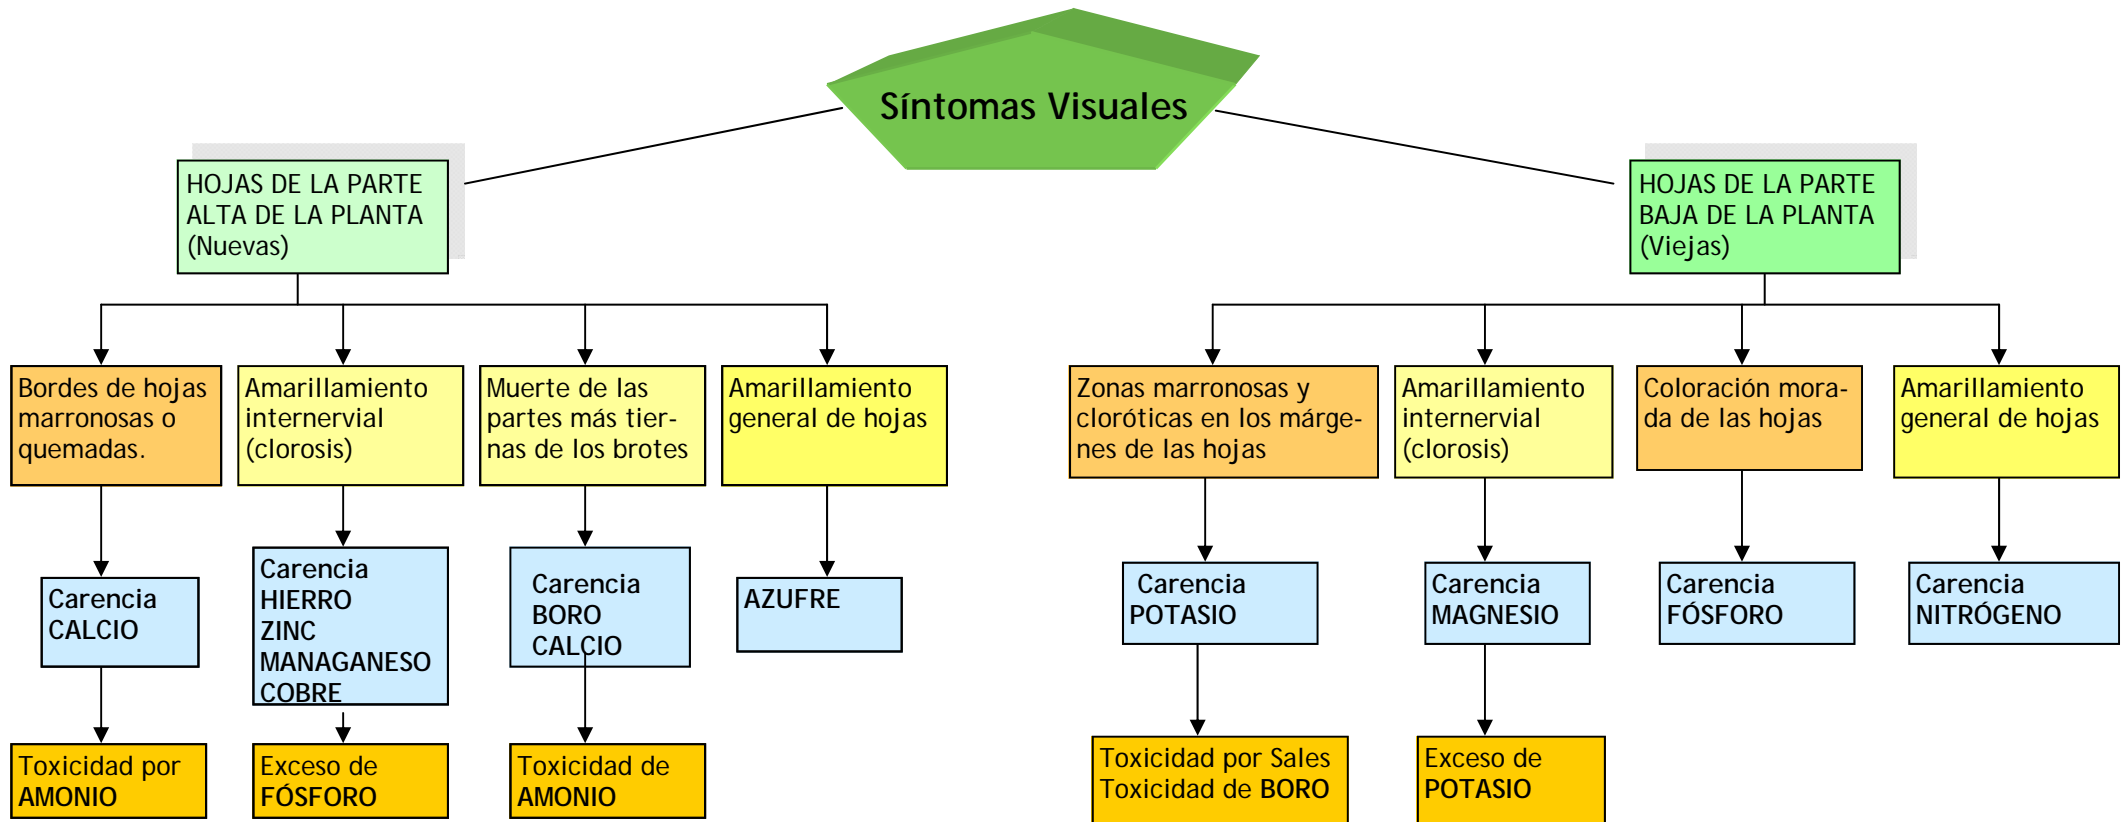 Síntomas Visuales
HOJAS DE LA PARTE
ALTA DE LA PLANTA
(Nuevas)
HOJAS DE LA PARTE
BAJA DE LA PLANTA
(Viejas)
Bordes de hojas
marronosas o
quemadas.
Amarillamiento
internervial
(clorosis)
Muerte de las
partes más tier-
nas de los brotes
Amarillamiento
general de hojas
Zonas marronosas y
cloróticas en los márge-
nes de las hojas
Amarillamiento
internervial
(clorosis)
Coloración mora-
da de las hojas
Amarillamiento
general de hojas
Carencia
CALCIO
Carencia
HIERRO
ZINC
MANAGANESO
COBRE
Carencia
BORO
CALCIO
AZUFRE
Carencia
POTASIO
Carencia
MAGNESIO
Carencia
FÓSFORO
Carencia
NITRÓGENO
Toxicidad por
AMONIO
Exceso de
FÓSFORO
Toxicidad de
AMONIO
Toxicidad por Sales
Toxicidad de BORO
Exceso de
POTASIO